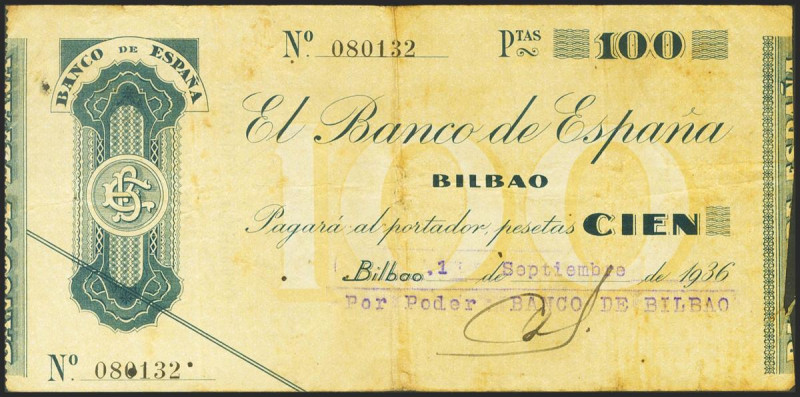 BANCO DE ESPAÑA
Nº 080132 PTAS 100
El Banco de España
BILBAO
100
Pagará al portador, pesetas CIEN
Bilbao 1 de Septiembre de 1936
Por Poder BANCO DE BILBAO
Nº 080132